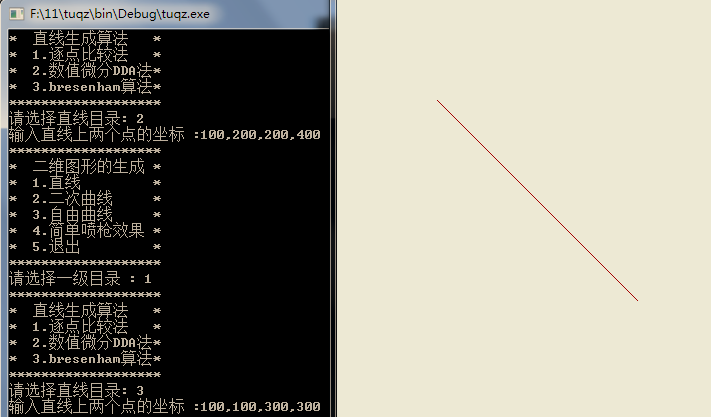 F:\11\tuqz\bin\Debug\tuqz.exe
* 直线生成算法 *
* 1.逐点比较法 *
* 2.数值微分DDA法*
* 3.bresenham算法*
*******************
请选择直线目录: 2
输入直线上两个点的坐标 :100,200,200,400
*******************
* 二维图形的生成 *
* 1.直线 *
* 2.二次曲线 *
* 3.自由曲线 *
* 4.简单喷枪效果 *
* 5.退出 *
*******************
请选择一级目录 : 1
*******************
* 直线生成算法 *
* 1.逐点比较法 *
* 2.数值微分DDA法*
* 3.bresenham算法*
*******************
请选择直线目录: 3
输入直线上两个点的坐标 :100,100,300,300